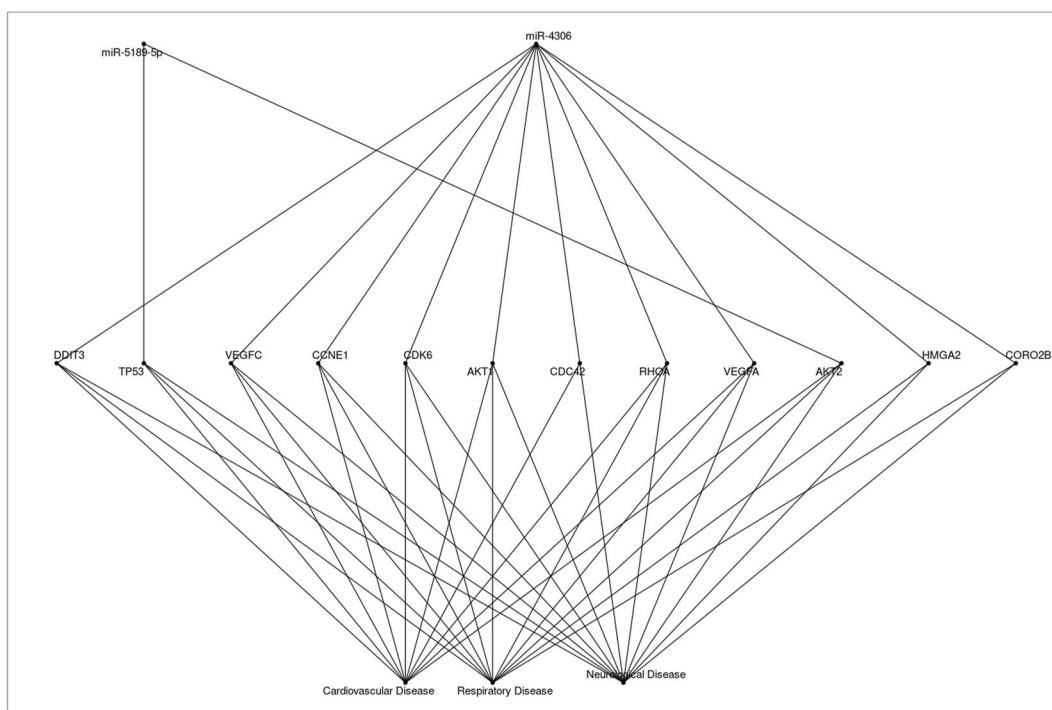 miR-5189-5p
miR-4306
DDIT3
TP53
VEGFC
CCNE1
CDK6
AKT1
CDC42
RHOA
VEGFA
AKT2
HMGA2
CORO2B
Cardiovascular Disease
Respiratory Disease
Neurological Disease